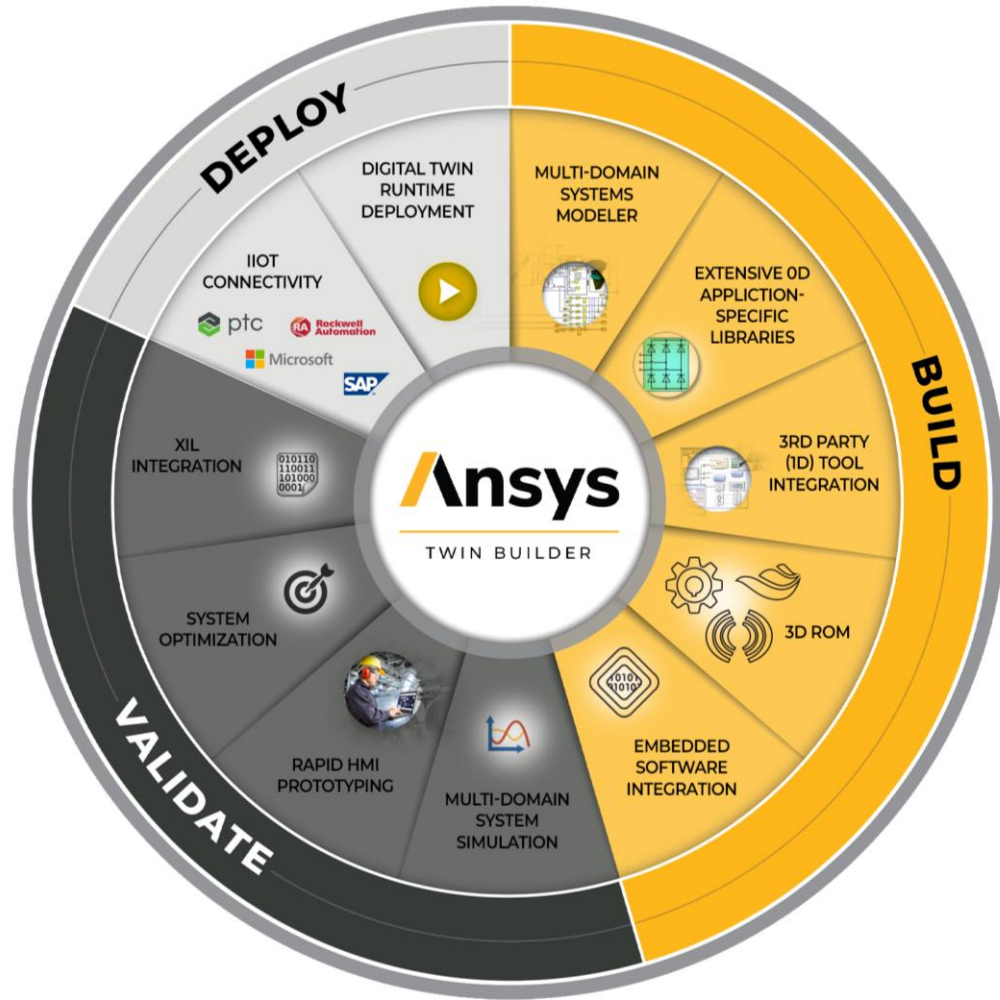 DEPLOY
DIGITAL TWIN
RUNTIME
DEPLOYMENT
IIOT
CONNECTIVITY
ptc
RA Rockwell
Automation
Microsoft
SAP
BUILD
MULTI-DOMAIN
SYSTEMS
MODELER
EXTENSIVE 0D
APPLICTION-
SPECIFIC
LIBRARIES
3RD PARTY
(1D) TOOL
INTEGRATION
3D ROM
EMBEDDED
SOFTWARE
INTEGRATION
VALIDATE
MULTI-DOMAIN
SYSTEM
SIMULATION
RAPID HMI
PROTOTYPING
SYSTEM
OPTIMIZATION
XIL
INTEGRATION
010110
110011
101000
0001
Ansys
TWIN BUILDER